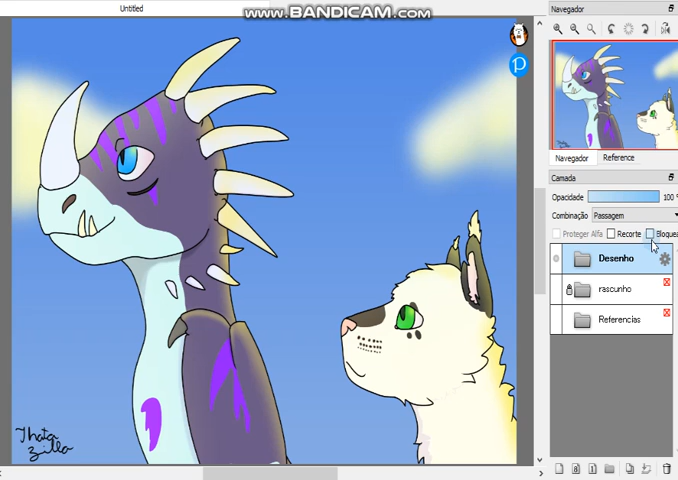 Untitled
www.BANDICAM.com
Navegador
Navegador
Reference
Camada
Opacidade
100 %
Combinação
Passagem
Proteger Alfa
Recorte
Bloquea
Desenho
rascunho
Referencias
Thata
Zilla
p